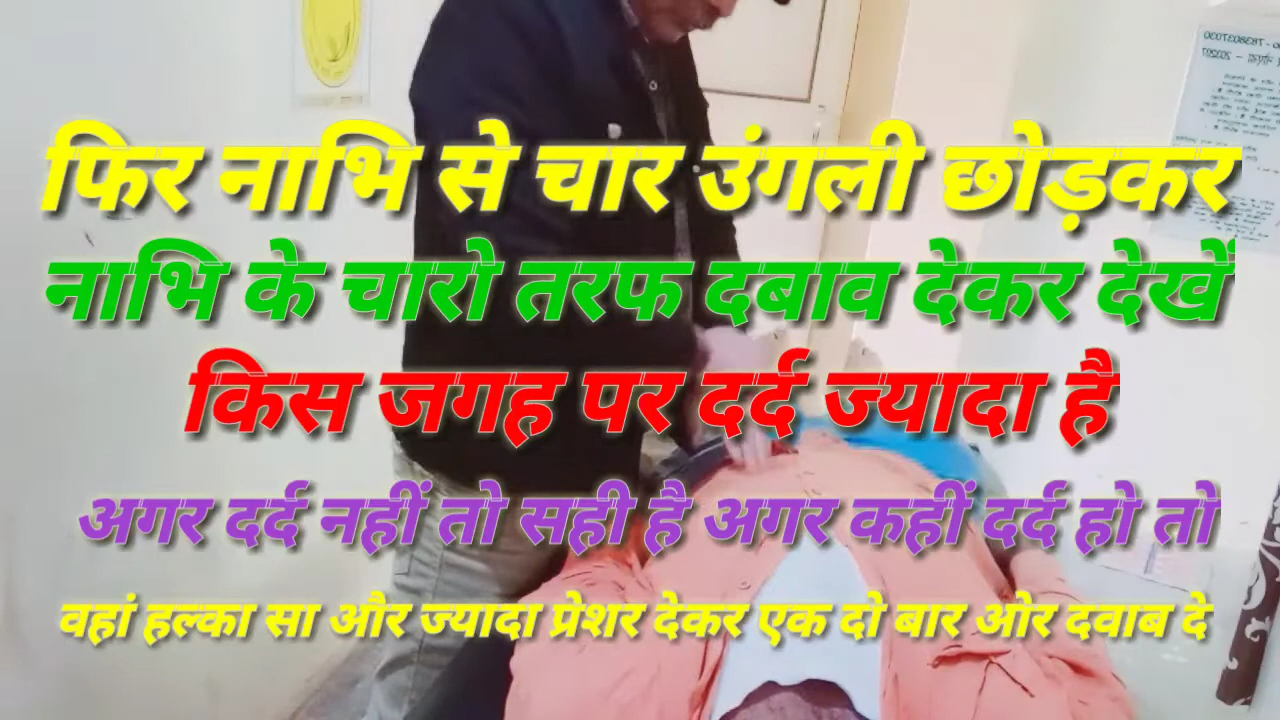 फिर नाभि से चार उंगली छोड़कर
नाभि के चारो तरफ दबाव देकर देखें
किस जगह पर दर्द ज्यादा है
अगर दर्द नहीं तो सही है अगर कहीं दर्द हो तो
वहां हल्का सा और ज्यादा प्रेशर देकर एक दो बार ओर दवाब दे